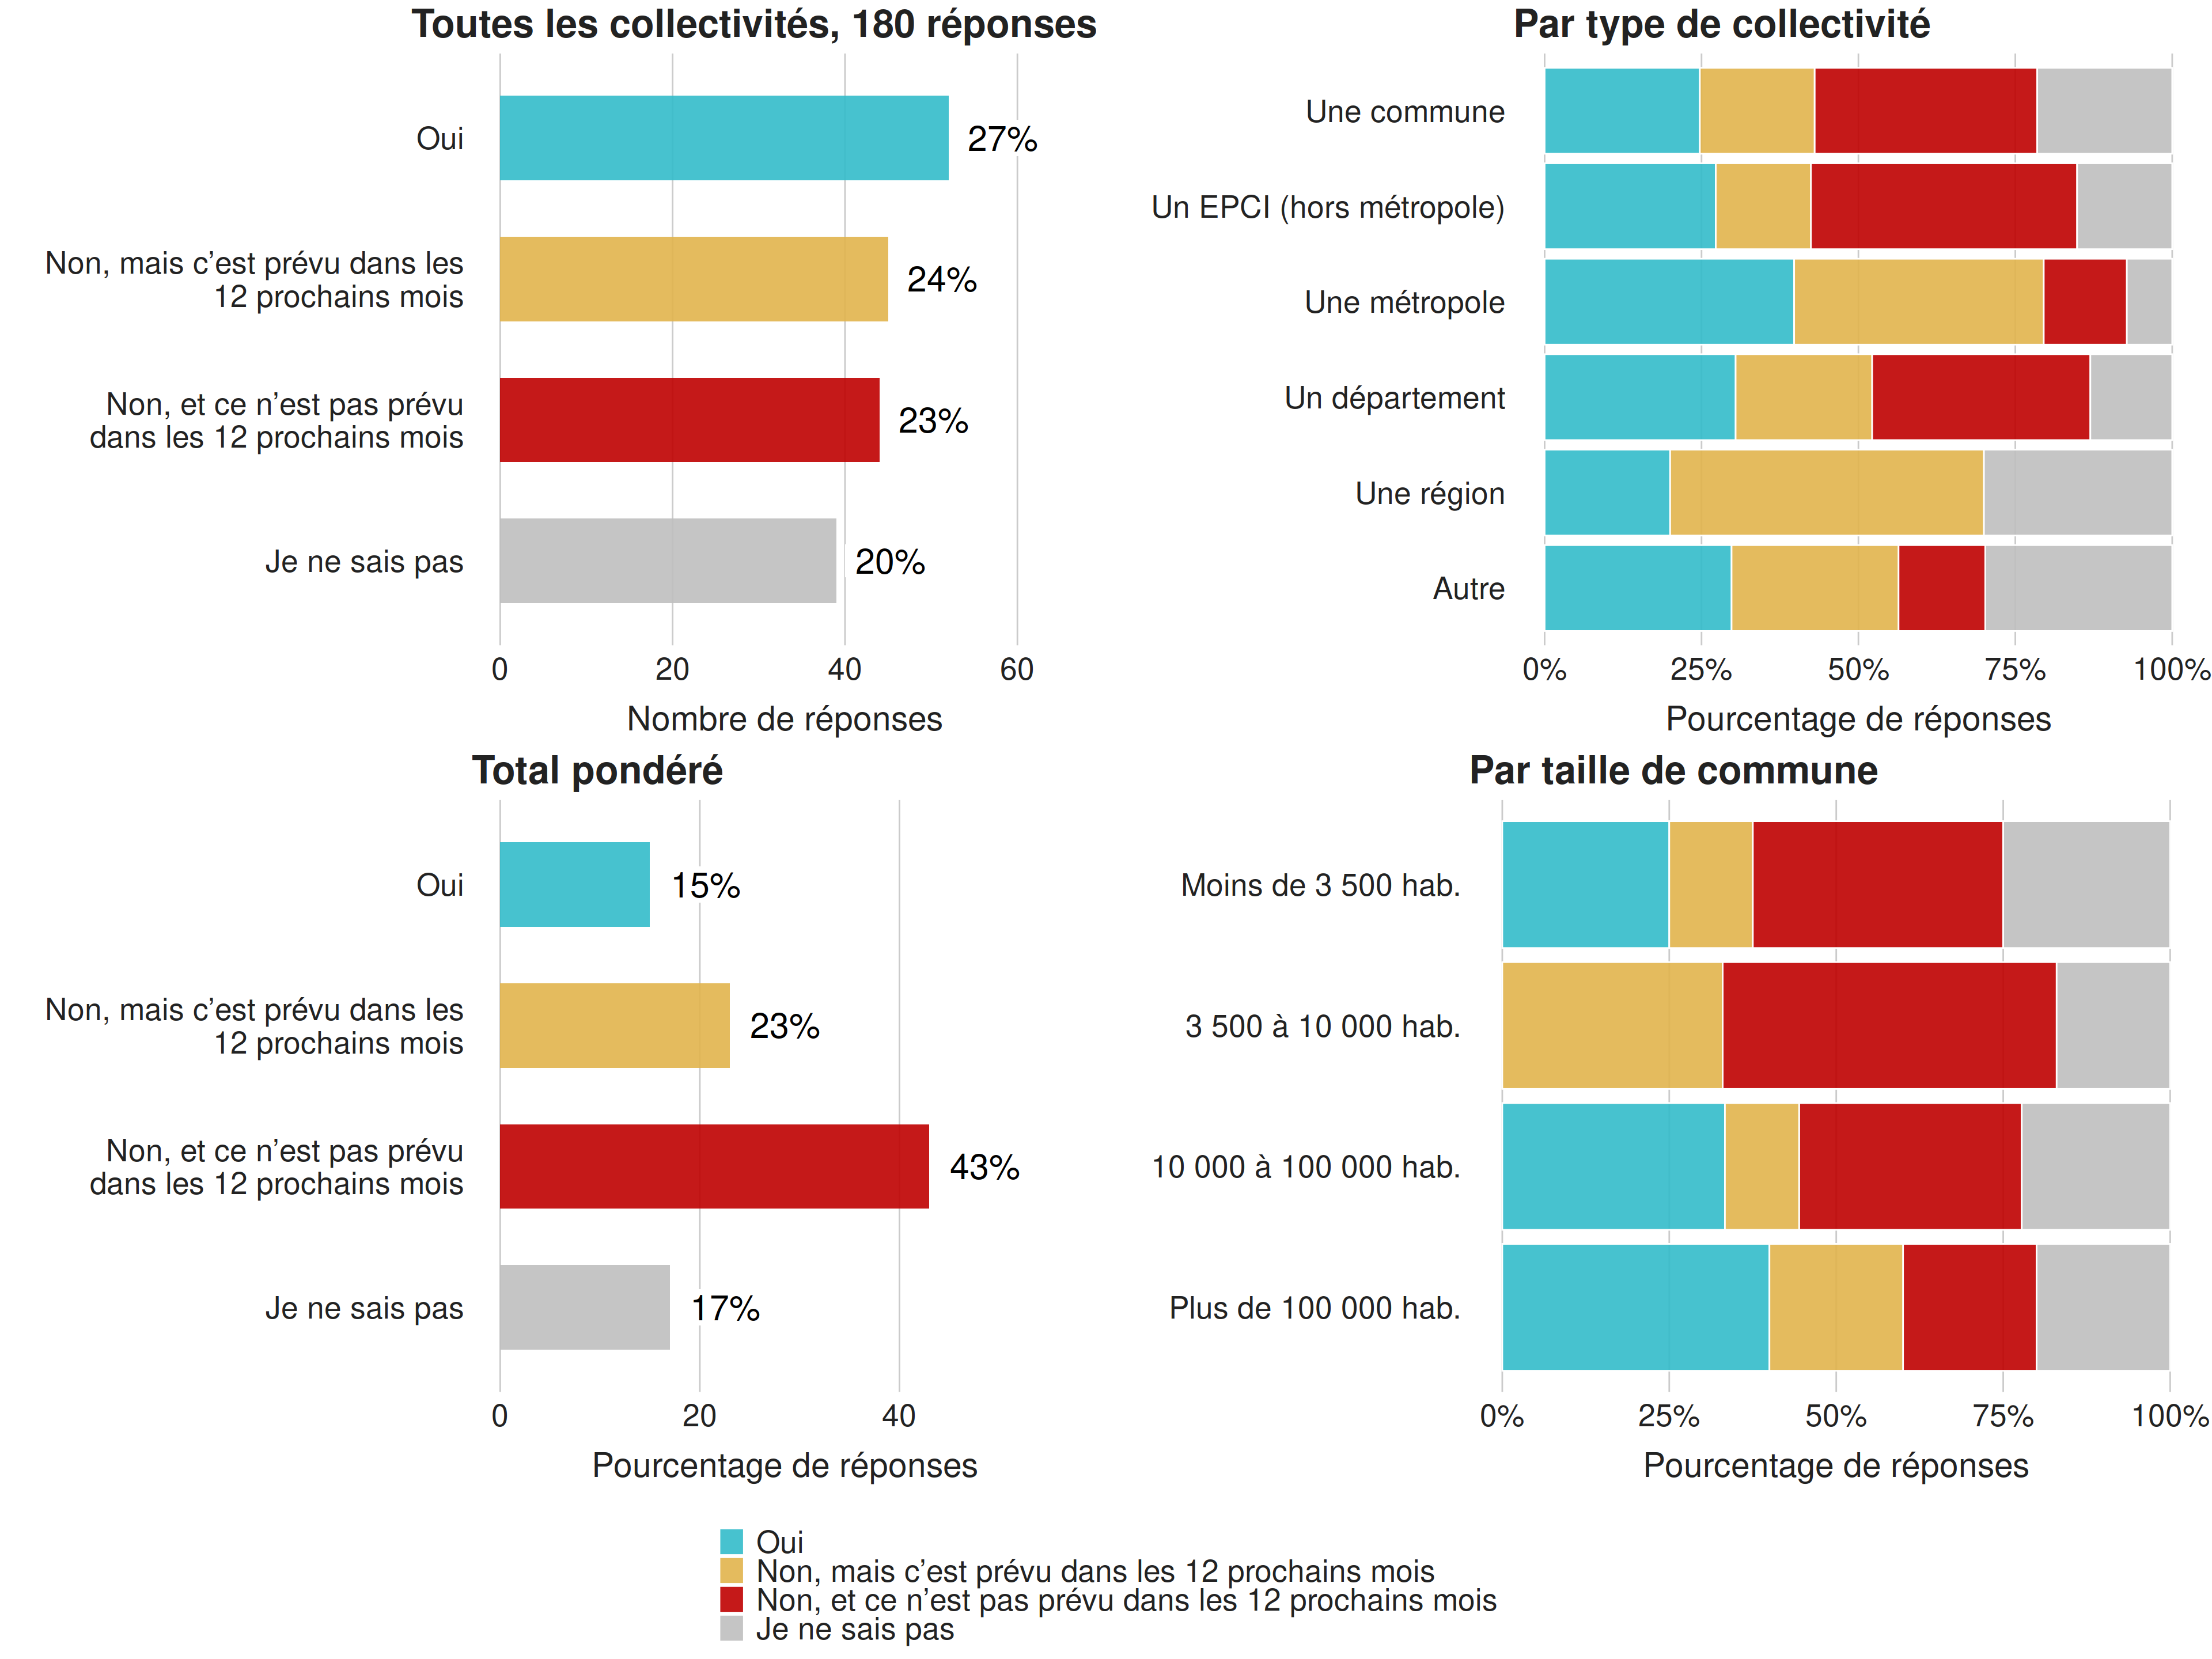 Toutes les collectivités, 180 réponses
Oui
27%
Non, mais c’est prévu dans les
12 prochains mois
24%
Non, et ce n’est pas prévu
dans les 12 prochains mois
23%
Je ne sais pas
20%
0 20 40 60
Nombre de réponses
Par type de collectivité
Une commune
Un EPCI (hors métropole)
Une métropole
Un département
Une région
Autre
0% 25% 50% 75% 100%
Pourcentage de réponses
Total pondéré
Oui
15%
Non, mais c’est prévu dans les
12 prochains mois
23%
Non, et ce n’est pas prévu
dans les 12 prochains mois
43%
Je ne sais pas
17%
0 20 40
Pourcentage de réponses
Par taille de commune
Moins de 3 500 hab.
3 500 à 10 000 hab.
10 000 à 100 000 hab.
Plus de 100 000 hab.
0% 25% 50% 75% 100%
Pourcentage de réponses
Oui
Non, mais c’est prévu dans les 12 prochains mois
Non, et ce n’est pas prévu dans les 12 prochains mois
Je ne sais pas